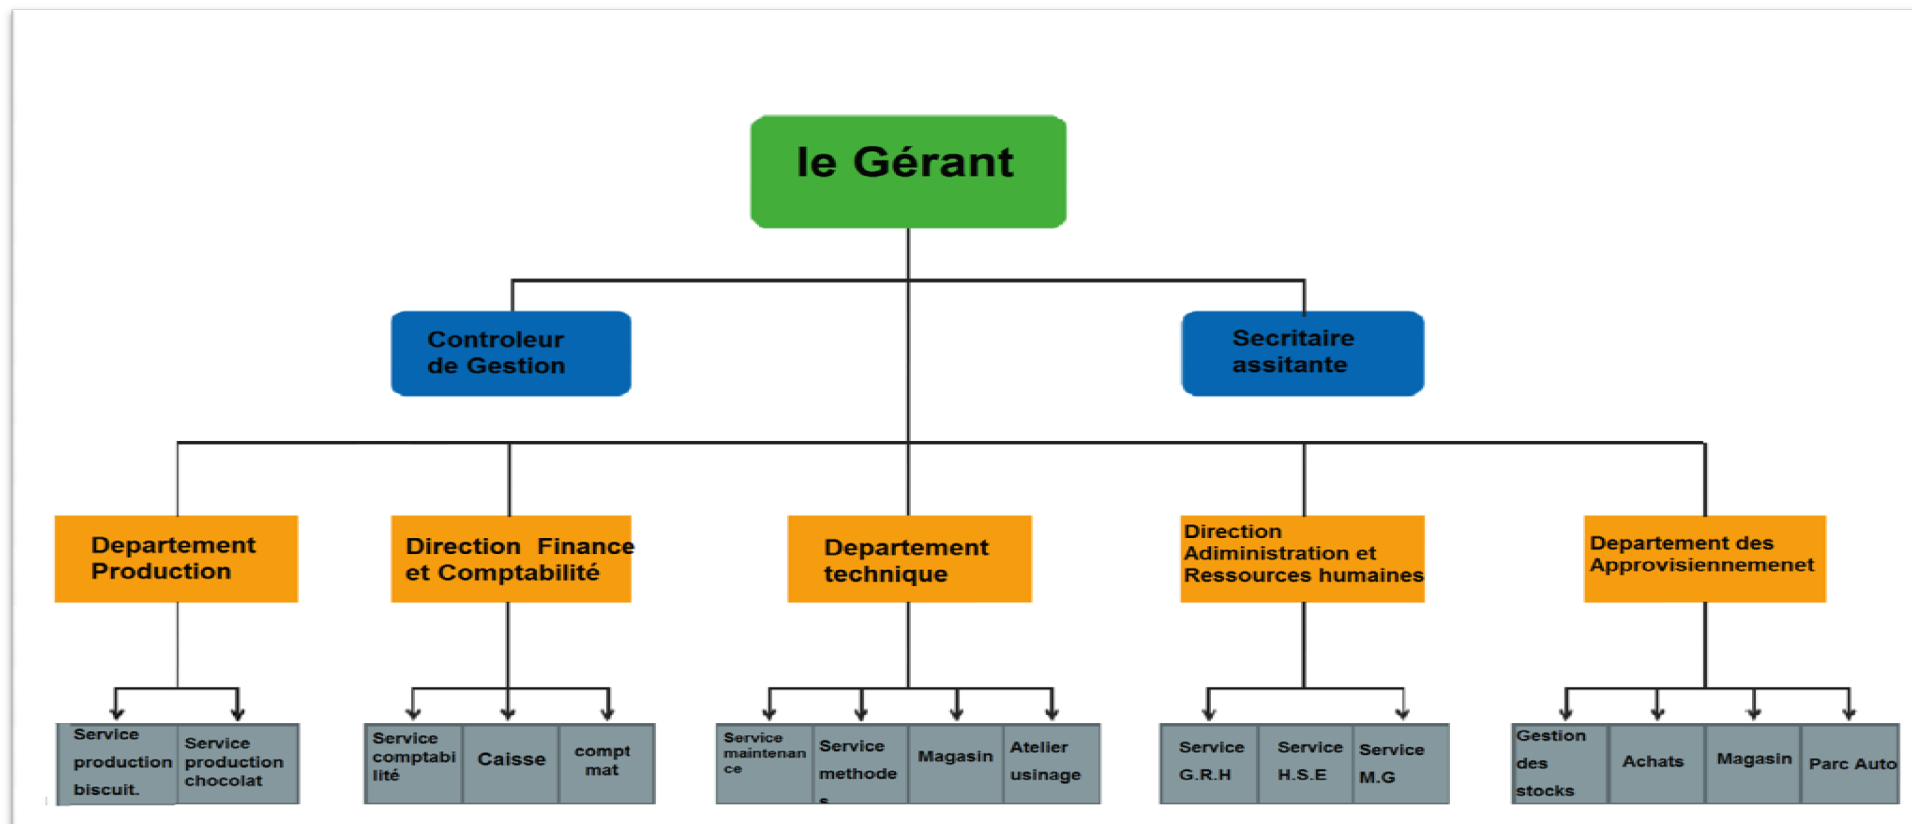 le Gérant
Controleur
de Gestion
Sécritaire
assitante
Departement
Production
Direction Finance
et Comptabilité
Departement
technique
Direction
Adiministration et
Ressources humaines
Departement des
Approvisiennemenet
Service
production
biscuit.
Service
production
chocolat
Service
comptabi
lité
Caisse
compt
mat
Service
maintenan
ce
Service
methode
s
Magasin
Atelier
usinage
Service
G.R.H
Service
H.S.E
Service
M.G
Gestion
des
stocks
Achats
Magasin
Parc Auto